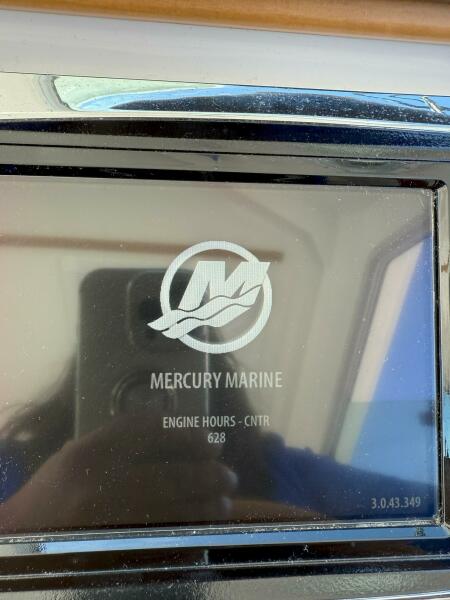 M
MERCURY MARINE
ENGINE HOURS - CNTR
628
3.0.43.349